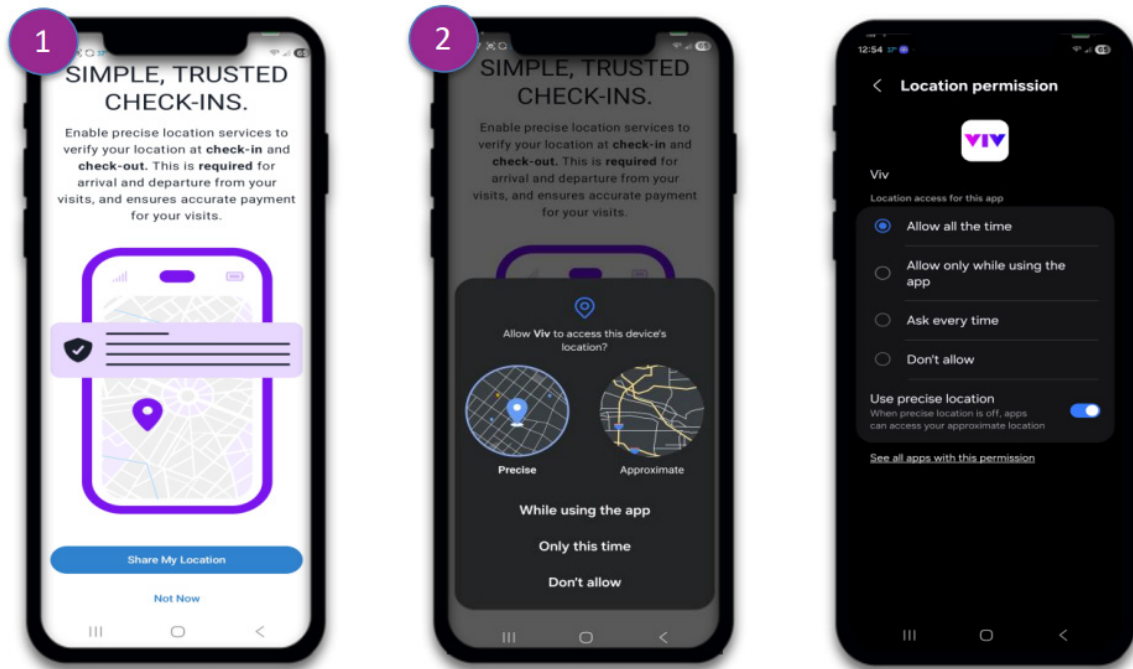 1
SIMPLE, TRUSTED
CHECK-INS.
Enable precise location services to
verify your location at check-in and
check-out. This is required for
arrival and departure from your
visits, and ensures accurate payment
for your visits.
Share My Location
Not Now
2
SIMPLE, TRUSTED
CHECK-INS.
Enable precise location services to
verify your location at check-in and
check-out. This is required for
arrival and departure from your
visits, and ensures accurate payment
for your visits.
Allow Viv to access this device's
location?
Precise
Approximate
While using the app
Only this time
Don't allow
12:54
Location permission
VIV
Viv
Location access for this app
Allow all the time
Allow only while using the
app
Ask every time
Don't allow
Use precise location
When precise location is off, apps
can access your approximate location
See all apps with this permission